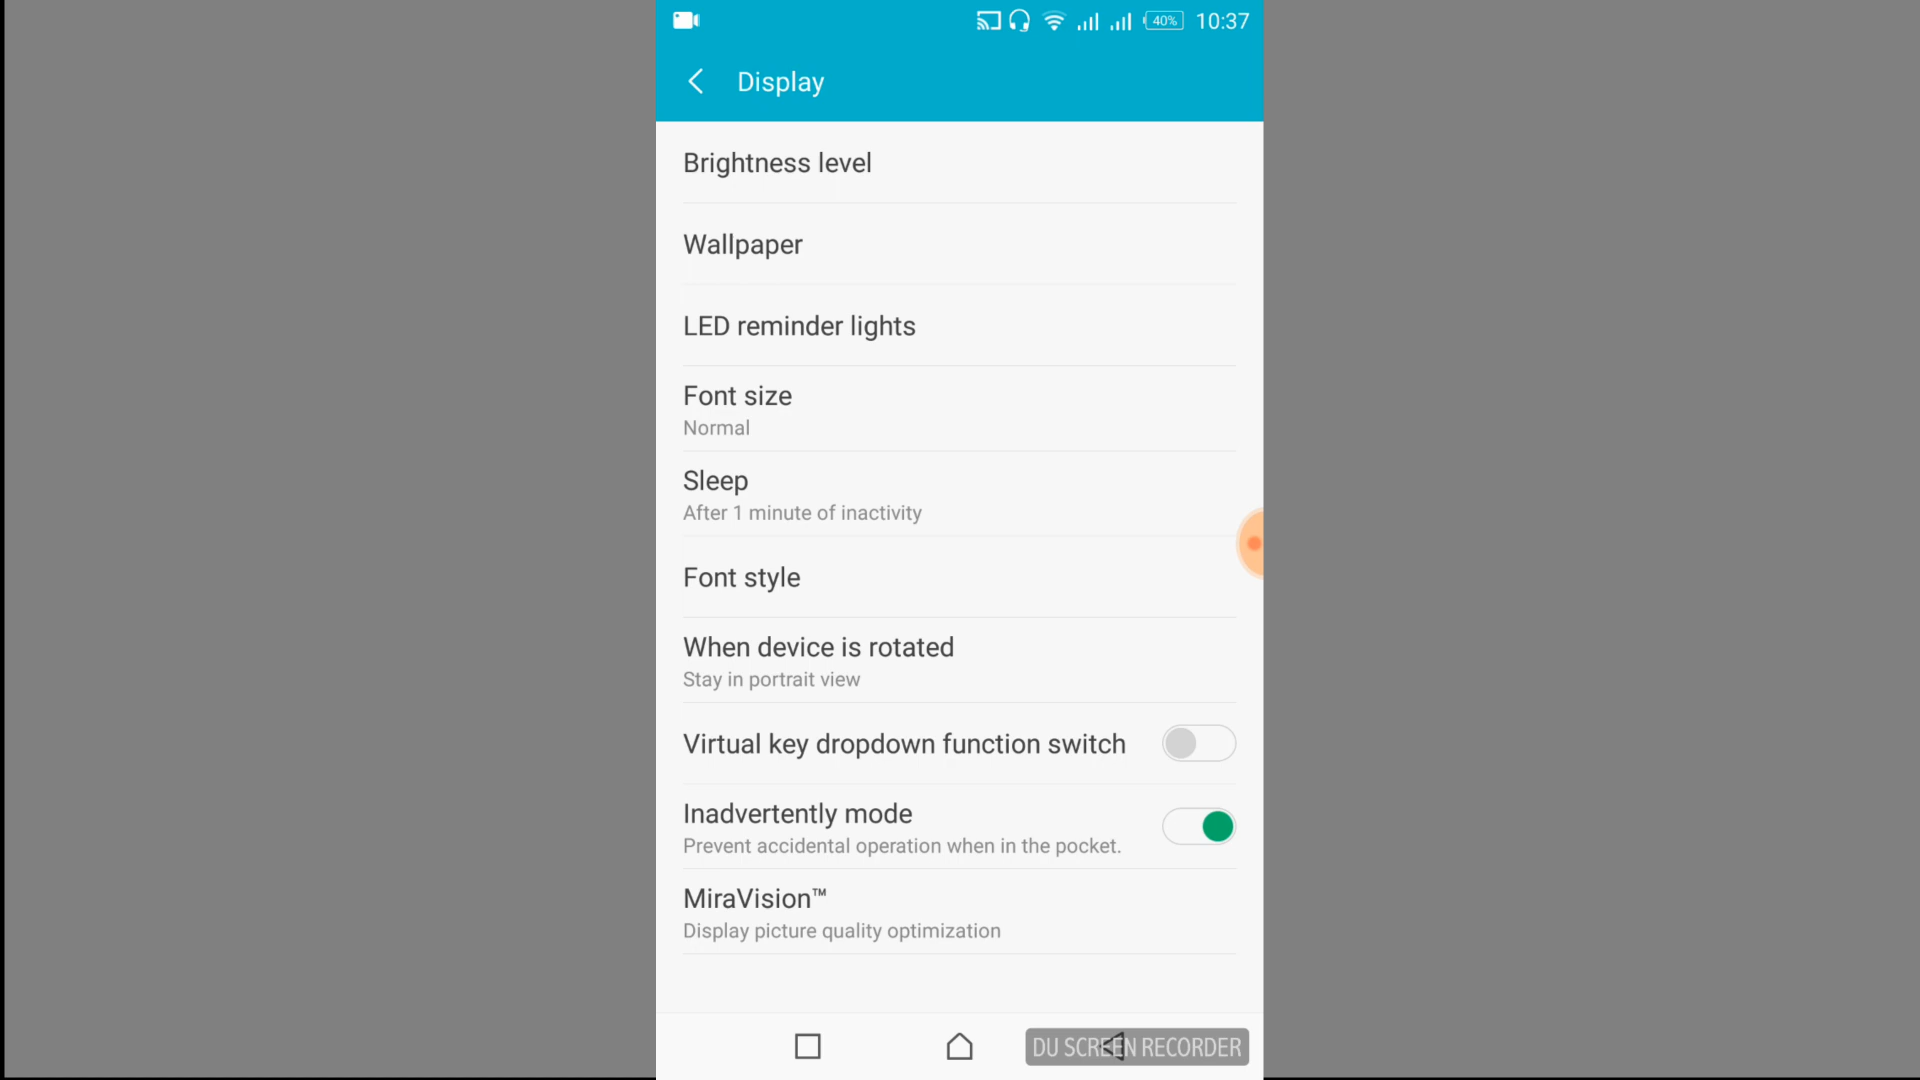 40% 10:37
Display
Brightness level
Wallpaper
LED reminder lights
Font size
Normal
Sleep
After 1 minute of inactivity
Font style
When device is rotated
Stay in portrait view
Virtual key dropdown function switch
Inadvertently mode
Prevent accidental operation when in the pocket.
MiraVision™
Display picture quality optimization
DU SCREEN RECORDER